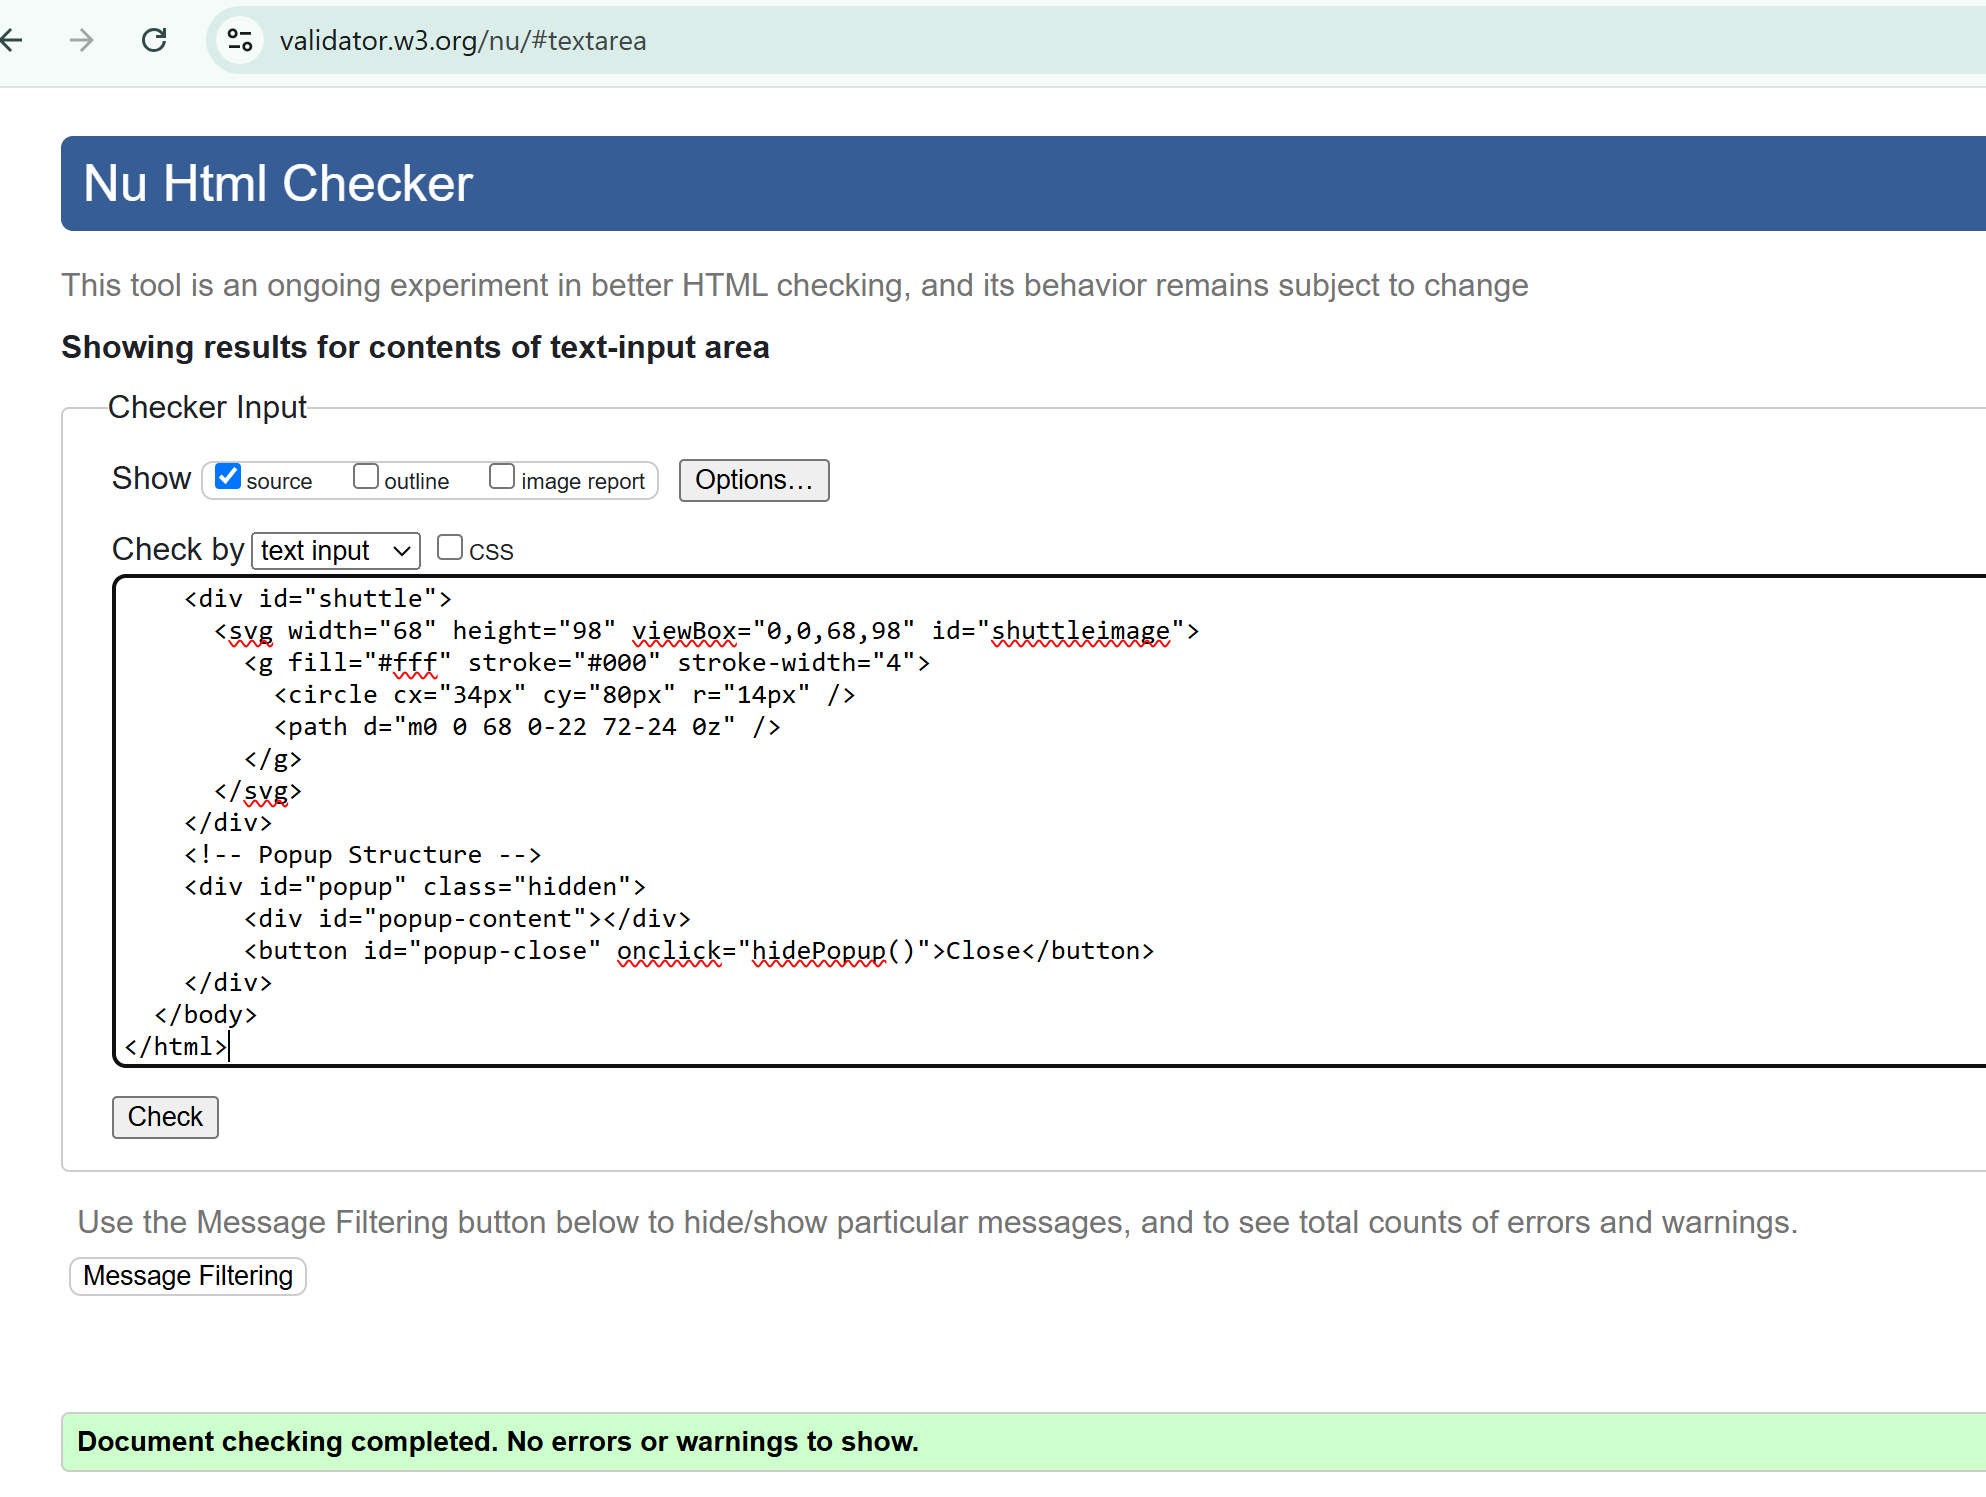 validator.w3.org/nu/#textarea
Nu Html Checker
This tool is an ongoing experiment in better HTML checking, and its behavior remains subject to change
Showing results for contents of text-input area
Checker Input
Show source outline image report Options...
Check by text input CSS
<div id="shuttle">
<svg width="68" height="98" viewBox="0,0,68,98" id="shuttleimage">
<g fill="#fff" stroke="#000" stroke-width="4">
<circle cx="34px" cy="80px" r="14px" />
<path d="m0 0 68 0-22 72-24 0z" />
</g>
</svg>
</div>
<!-- Popup Structure -->
<div id="popup" class="hidden">
<div id="popup-content"></div>
<button id="popup-close" onclick="hidePopup()">Close</button>
</div>
</body>
</html>
Check
Use the Message Filtering button below to hide/show particular messages, and to see total counts of errors and warnings.
Message Filtering
Document checking completed. No errors or warnings to show.